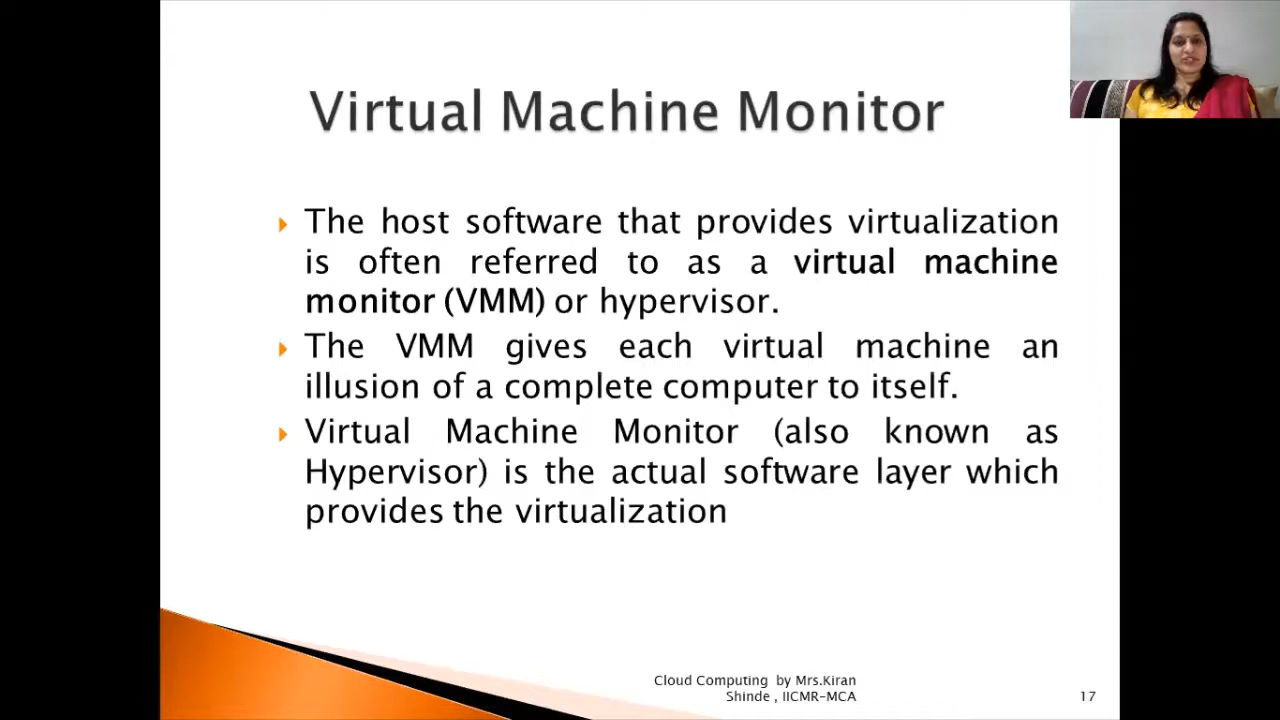 Virtual Machine Monitor
The host software that provides virtualization
is often referred to as a virtual machine
monitor (VMM) or hypervisor.
The VMM gives each virtual machine an
illusion of a complete computer to itself.
Virtual Machine Monitor (also known as
Hypervisor) is the actual software layer which
provides the virtualization
Cloud Computing by Mrs.Kiran
Shinde , IICMR-MCA
17